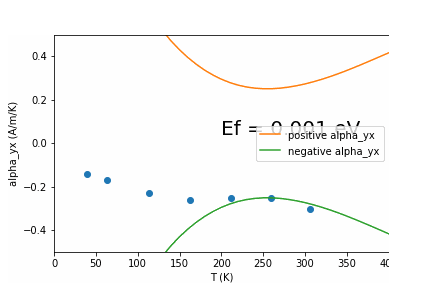 0.4
0.2
0.0
−0.2
−0.4
alpha_yx (A/m/K)
Ef = 0.001 eV
positive alpha_yx
negative alpha_yx
0 50 100 150 200 250 300 350 40
T (K)